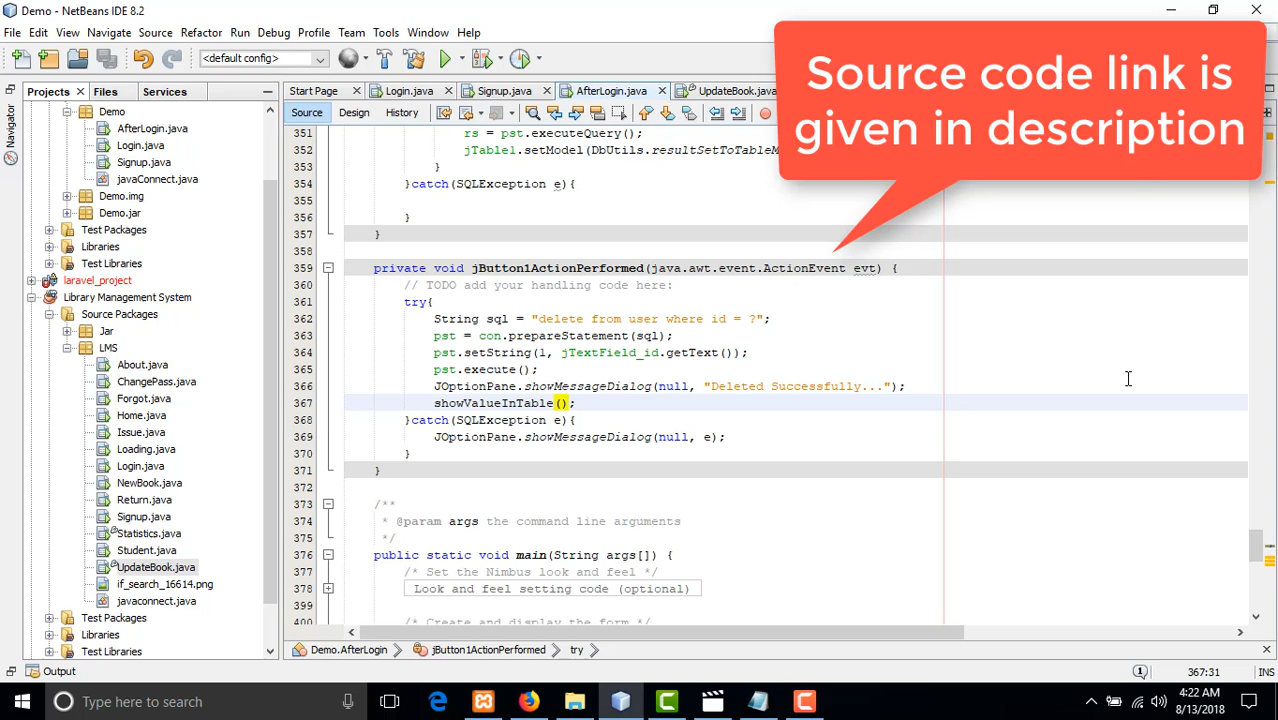 Demo - NetBeans IDE 8.2
File Edit View Navigate Source Refactor Run Debug Profile Team Tools Window Help
<default config>
Source code link is
given in description
Projects Files Services
Start Page Login.java Signup.java AfterLogin.java UpdateBook.java
Source Design History
Navigator
Demo
AfterLogin.java
Login.java
Signup.java
javaConnect.java
Demo.img
Demo.jar
Test Packages
Libraries
Test Libraries
laravel_project
Library Management System
Source Packages
Jar
LMS
About.java
ChangePass.java
Forgot.java
Home.java
Issue.java
Loading.java
Login.java
NewBook.java
Return.java
Signup.java
Statistics.java
Student.java
UpdateBook.java
if_search_16614.png
javaconnect.java
Test Packages
Libraries
Test Libraries
351 rs = pst.executeQuery();
352 jTable1.setModel(DbUtils.resultSetToTableM
353 }
354 }catch(SQLException e){
355
356 }
357 }
358
359 private void jButton1ActionPerformed(java.awt.event.ActionEvent evt) {
360 // TODO add your handling code here:
361 try{
362 String sql = "delete from user where id = ?";
363 pst = con.prepareStatement(sql);
364 pst.setString(1, jTextField_id.getText());
365 pst.execute();
366 JOptionPane.showMessageDialog(null, "Deleted Successfully...");
367 showValueInTable();
368 }catch(SQLException e){
369 JOptionPane.showMessageDialog(null, e);
370 }
371 }
372
373 /**
374 * @param args the command line arguments
375 */
376 public static void main(String args[]) {
377 /* Set the Nimbus look and feel */
378 Look and feel setting code (optional)
399
400 /* Create and display the form */
Demo.AfterLogin jButton1ActionPerformed try
Output
1 367:31 INS
Type here to search
4:22 AM
8/13/2018